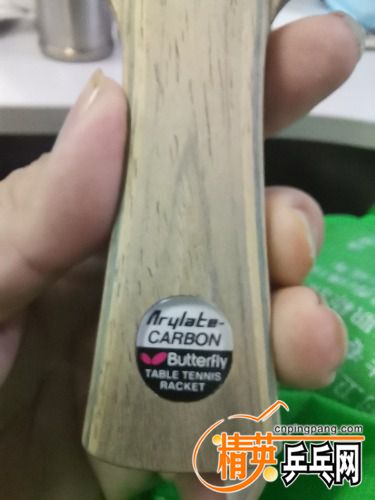 Arylate-
CARBON
Butterfly
TABLE TENNIS
RACKET
cnpingpang.com
精英乒乓网